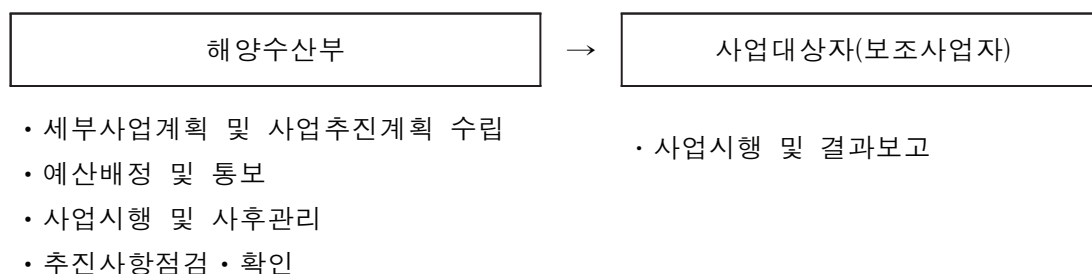 해양수산부 → 사업대상자(보조사업자)
・세부사업계획 및 사업추진계획 수립
・예산배정 및 통보
・사업시행 및 사후관리
・추진사항점검・확인
・사업시행 및 결과보고